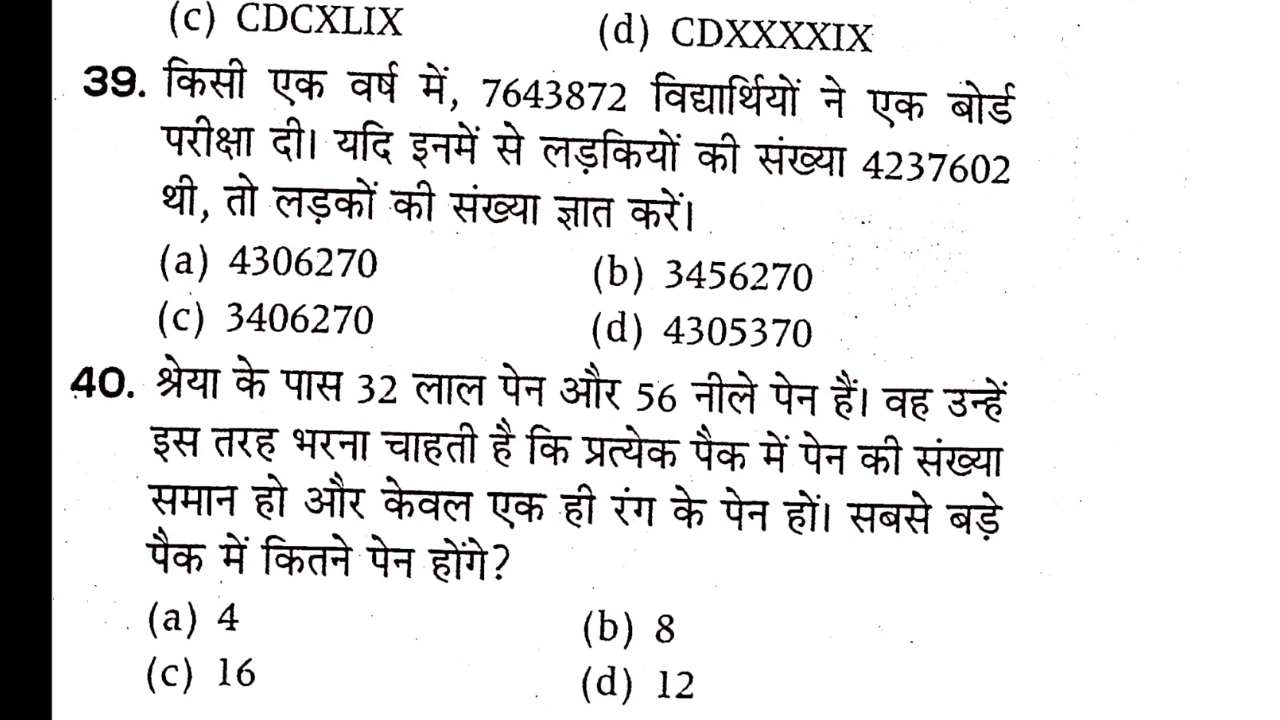 (c) CDCXLIX (d) CDXXXXIX
39. किसी एक वर्ष में, 7643872 विद्यार्थियों ने एक बोर्ड
परीक्षा दी। यदि इनमें से लड़कियों की संख्या 4237602
थी, तो लड़कों की संख्या ज्ञात करें।
(a) 4306270 (b) 3456270
(c) 3406270 (d) 4305370
40. श्रेया के पास 32 लाल पेन और 56 नीले पेन हैं। वह उन्हें
इस तरह भरना चाहती है कि प्रत्येक पैक में पेन की संख्या
समान हो और केवल एक ही रंग के पेन हों। सबसे बड़े
पैक में कितने पेन होंगे?
(a) 4 (b) 8
(c) 16 (d) 12